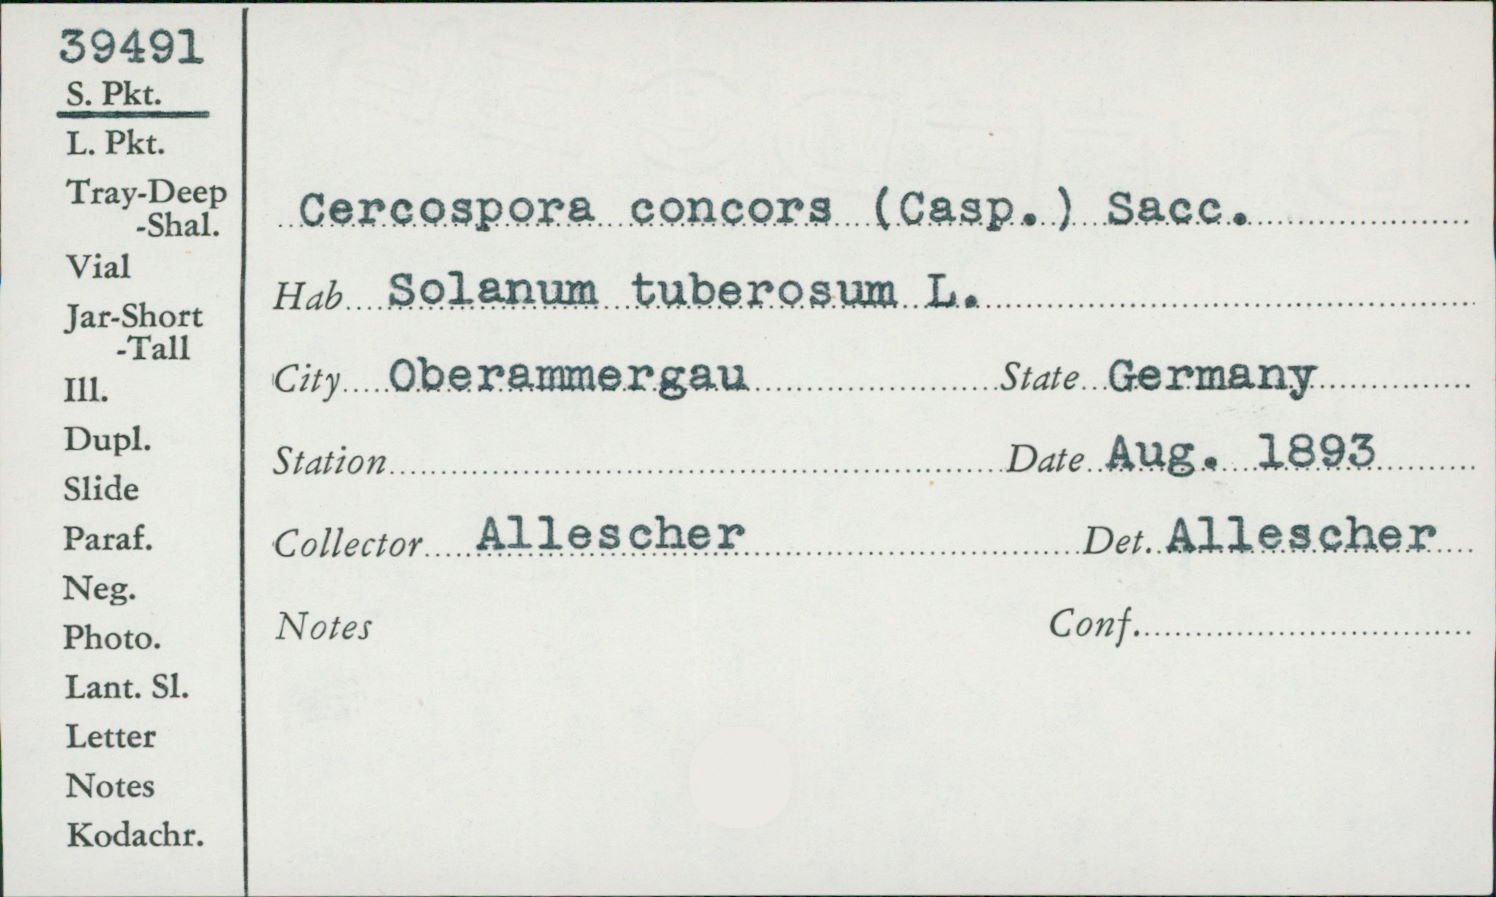 39491
S. Pkt.
L. Pkt.
Tray-Deep
-Shal.
Vial
Jar-Short
-Tall
Ill.
Dupl.
Slide
Paraf.
Neg.
Photo.
Lant. Sl.
Letter
Notes
Kodachr.
Cercospora concors (Casp.) Sacc.
Hab Solanum tuberosum L.
City Oberammergau State Germany
Station Date Aug. 1893
Collector Allescher Det. Allescher
Notes Conf.